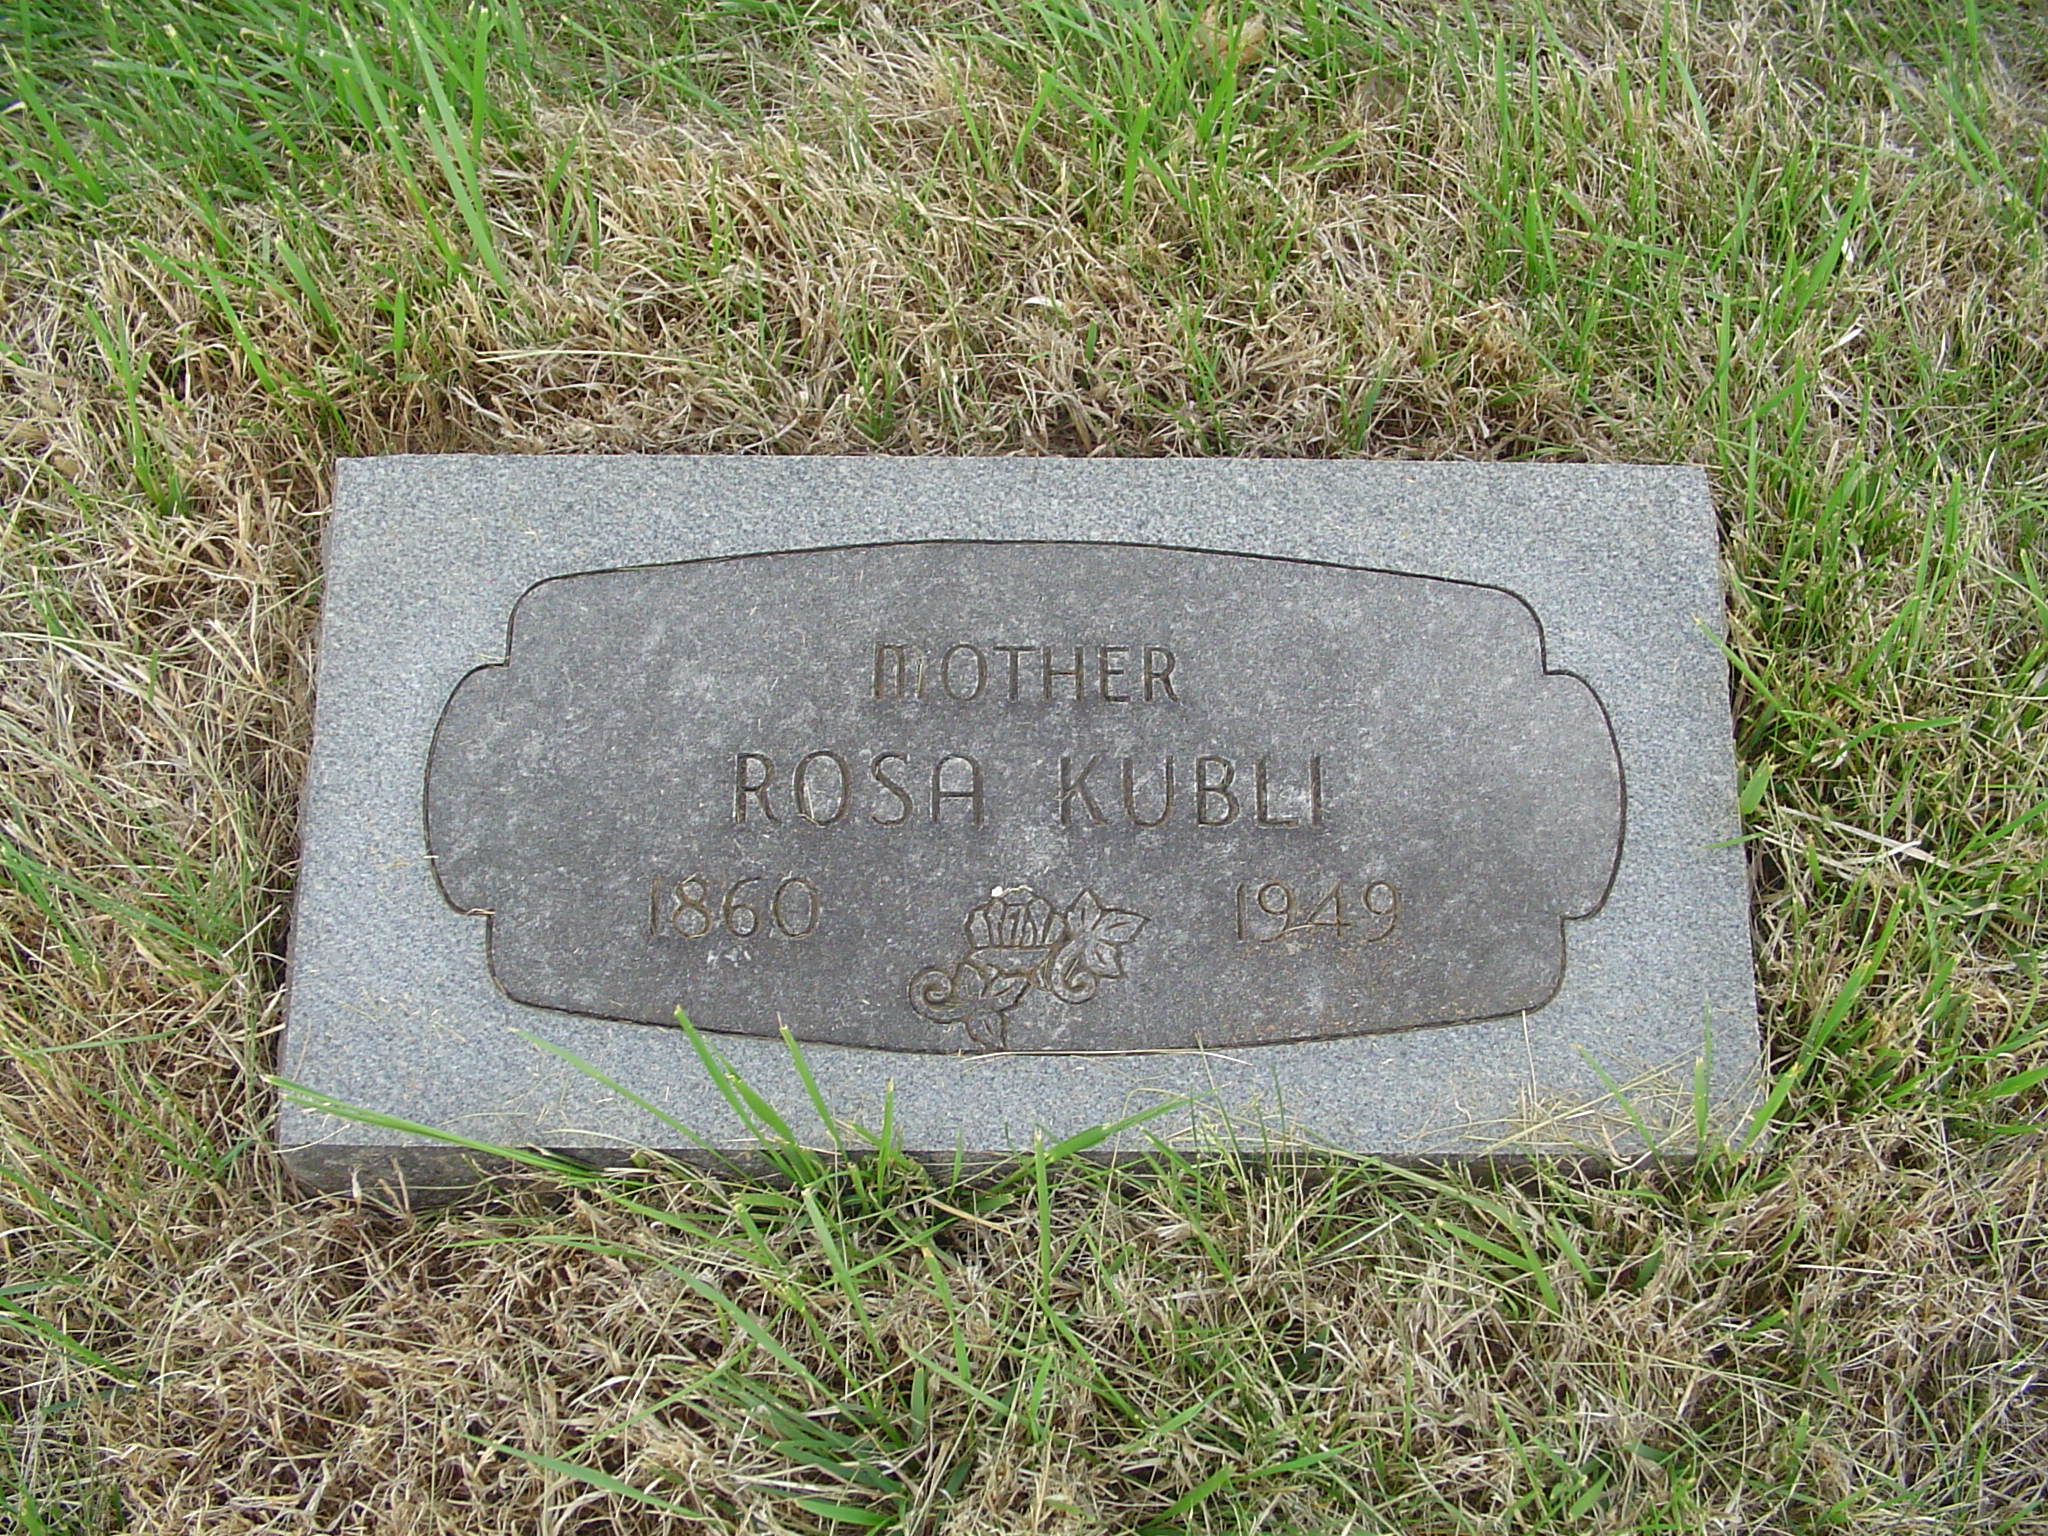 MOTHER
ROSA KUBLI
1860 1949